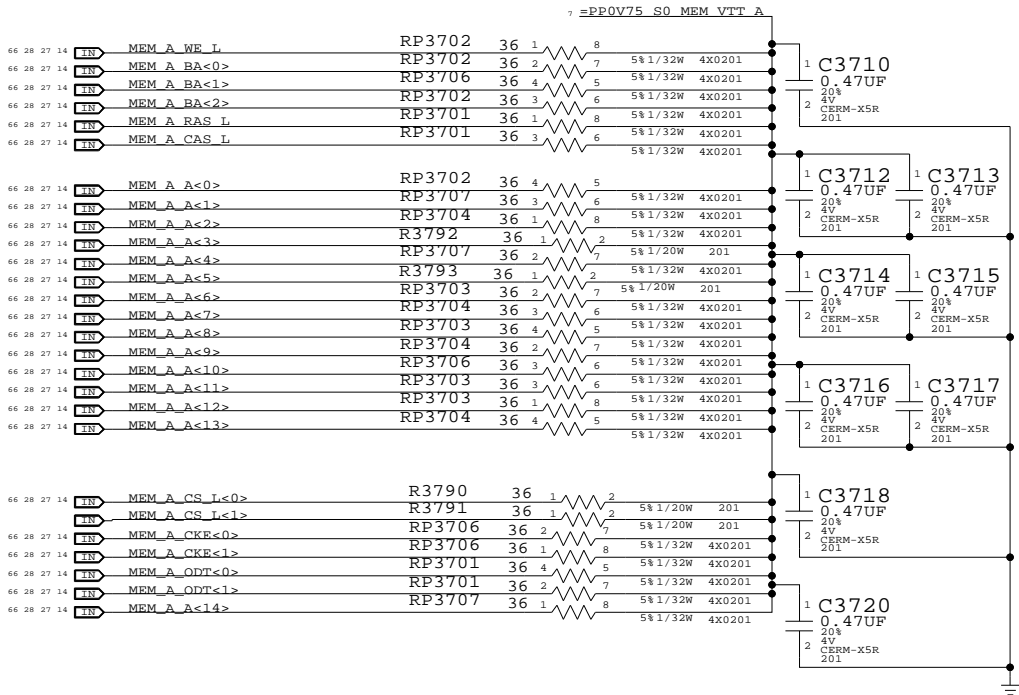 7 =PP0V75_S0_MEM_VTT_A
66 28 27 14 IN MEM_A_WE_L RP3702 36 1 8 5% 1/32W 4X0201
66 28 27 14 IN MEM_A_BA<0> RP3702 36 2 7 5% 1/32W 4X0201
66 28 27 14 IN MEM_A_BA<1> RP3706 36 4 5 5% 1/32W 4X0201
66 28 27 14 IN MEM_A_BA<2> RP3702 36 3 6 5% 1/32W 4X0201
66 28 27 14 IN MEM_A_RAS_L RP3701 36 1 8 5% 1/32W 4X0201
66 28 27 14 IN MEM_A_CAS_L RP3701 36 3 6 5% 1/32W 4X0201
1 C3710
0.47UF
20%
4V
2 CERM-X5R
201
66 28 27 14 IN MEM_A_A<0> RP3702 36 4 5 5% 1/32W 4X0201
66 28 27 14 IN MEM_A_A<1> RP3707 36 3 6 5% 1/32W 4X0201
66 28 27 14 IN MEM_A_A<2> RP3704 36 1 8 5% 1/32W 4X0201
66 28 27 14 IN MEM_A_A<3> R3792 36 1 2 5% 1/20W 201
66 28 27 14 IN MEM_A_A<4> RP3707 36 2 7 5% 1/32W 4X0201
66 28 27 14 IN MEM_A_A<5> R3793 36 1 2 5% 1/20W 201
66 28 27 14 IN MEM_A_A<6> RP3703 36 2 7 5% 1/32W 4X0201
66 28 27 14 IN MEM_A_A<7> RP3704 36 3 6 5% 1/32W 4X0201
66 28 27 14 IN MEM_A_A<8> RP3703 36 4 5 5% 1/32W 4X0201
66 28 27 14 IN MEM_A_A<9> RP3704 36 2 7 5% 1/32W 4X0201
66 28 27 14 IN MEM_A_A<10> RP3706 36 3 6 5% 1/32W 4X0201
66 28 27 14 IN MEM_A_A<11> RP3703 36 3 6 5% 1/32W 4X0201
66 28 27 14 IN MEM_A_A<12> RP3703 36 1 8 5% 1/32W 4X0201
66 28 27 14 IN MEM_A_A<13> RP3704 36 4 5 5% 1/32W 4X0201
1 C3712 1 C3713
0.47UF 0.47UF
20% 20%
4V 4V
2 CERM-X5R 2 CERM-X5R
201 201
1 C3714 1 C3715
0.47UF 0.47UF
20% 20%
4V 4V
2 CERM-X5R 2 CERM-X5R
201 201
1 C3716 1 C3717
0.47UF 0.47UF
20% 20%
4V 4V
2 CERM-X5R 2 CERM-X5R
201 201
66 28 27 14 IN MEM_A_CS_L<0> R3790 36 1 2 5% 1/20W 201
66 28 27 14 IN MEM_A_CS_L<1> R3791 36 1 2 5% 1/20W 201
66 28 27 14 IN MEM_A_CKE<0> RP3706 36 2 7 5% 1/32W 4X0201
66 28 27 14 IN MEM_A_CKE<1> RP3706 36 1 8 5% 1/32W 4X0201
66 28 27 14 IN MEM_A_ODT<0> RP3701 36 4 5 5% 1/32W 4X0201
66 28 27 14 IN MEM_A_ODT<1> RP3701 36 2 7 5% 1/32W 4X0201
66 28 27 14 IN MEM_A_A<14> RP3707 36 1 8 5% 1/32W 4X0201
1 C3718
0.47UF
20%
4V
2 CERM-X5R
201
1 C3720
0.47UF
20%
4V
2 CERM-X5R
201